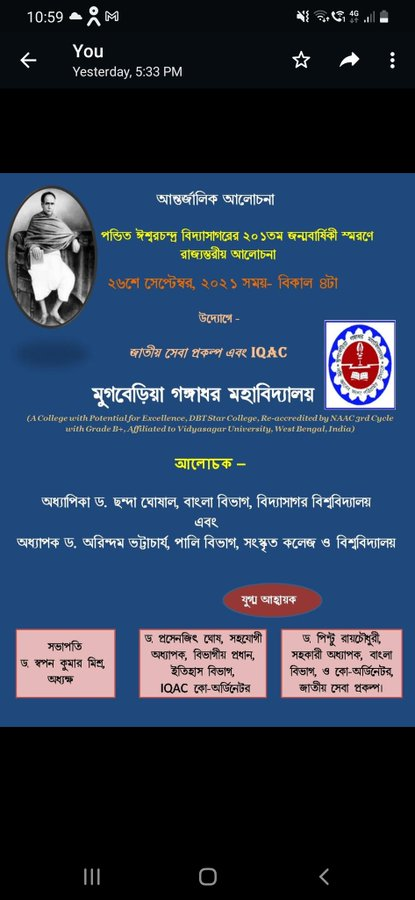 10:59
4G
You
Yesterday, 5:33 PM
আন্তর্জালিক আলোচনা
পন্ডিত ঈশ্বরচন্দ্র বিদ্যাসাগরের ২০১তম জন্মবার্ষিকী স্মরণে
রাজ্যস্তরীয় আলোচনা
২৬শে সেপ্টেম্বর, ২০২১ সময়- বিকাল ৪টা
উদ্যোগে -
জাতীয় সেবা প্রকল্প এবং IQAC
মুগবেড়িয়া গঙ্গাধর মহাবিদ্যালয়
(A College with Potential for Excellence, DBT Star College, Re-accredited by NAAC 3rd Cycle
with Grade B+, Affiliated to Vidyasagar University, West Bengal, India)
আলোচক –
অধ্যাপিকা ড. ছন্দা ঘোষাল, বাংলা বিভাগ, বিদ্যাসাগর বিশ্ববিদ্যালয়
এবং
অধ্যাপক ড. অরিন্দম ভট্টাচার্য, পালি বিভাগ, সংস্কৃত কলেজ ও বিশ্ববিদ্যালয়
যুগ্ম আহ্বায়ক
সভাপতি
ড. স্বপন কুমার মিশ্র,
অধ্যক্ষ
ড. প্রসেনজিৎ ঘোষ, সহযোগী
অধ্যাপক, বিভাগীয় প্রধান,
ইতিহাস বিভাগ,
IQAC কো-অর্ডিনেটর
ড. পিন্টু রায়চৌধুরী,
সহকারী অধ্যাপক, বাংলা
বিভাগ, ও কো-অর্ডিনেটর,
জাতীয় সেবা প্রকল্প।